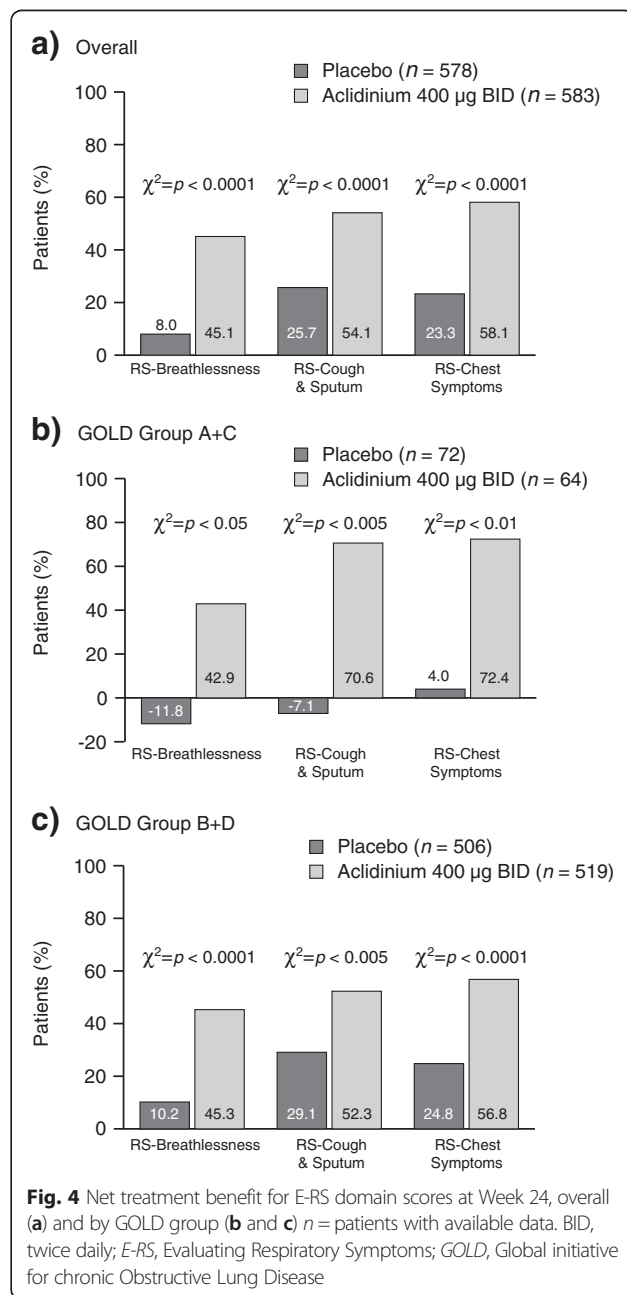 a) Overall
Placebo (n = 578)
Aclidinium 400 µg BID (n = 583)
100
80
60
40
20
0
Patients (%)
χ²=p < 0.0001 χ²=p < 0.0001 χ²=p < 0.0001
8.0 45.1 25.7 54.1 23.3 58.1
RS-Breathlessness RS-Cough RS-Chest
& Sputum Symptoms
b) GOLD Group A+C
Placebo (n = 72)
Aclidinium 400 µg BID (n = 64)
100
80
60
40
20
0
-20
Patients (%)
χ²=p < 0.05 χ²=p < 0.005 χ²=p < 0.01
-11.8 42.9 -7.1 70.6 4.0 72.4
RS-Breathlessness RS-Cough RS-Chest
& Sputum Symptoms
c) GOLD Group B+D
Placebo (n = 506)
Aclidinium 400 µg BID (n = 519)
100
80
60
40
20
0
Patients (%)
χ²=p < 0.0001 χ²=p < 0.005 χ²=p < 0.0001
10.2 45.3 29.1 52.3 24.8 56.8
RS-Breathlessness RS-Cough RS-Chest
& Sputum Symptoms
Fig. 4 Net treatment benefit for E-RS domain scores at Week 24, overall
(a) and by GOLD group (b and c) n = patients with available data. BID,
twice daily; E-RS, Evaluating Respiratory Symptoms; GOLD, Global initiative
for chronic Obstructive Lung Disease